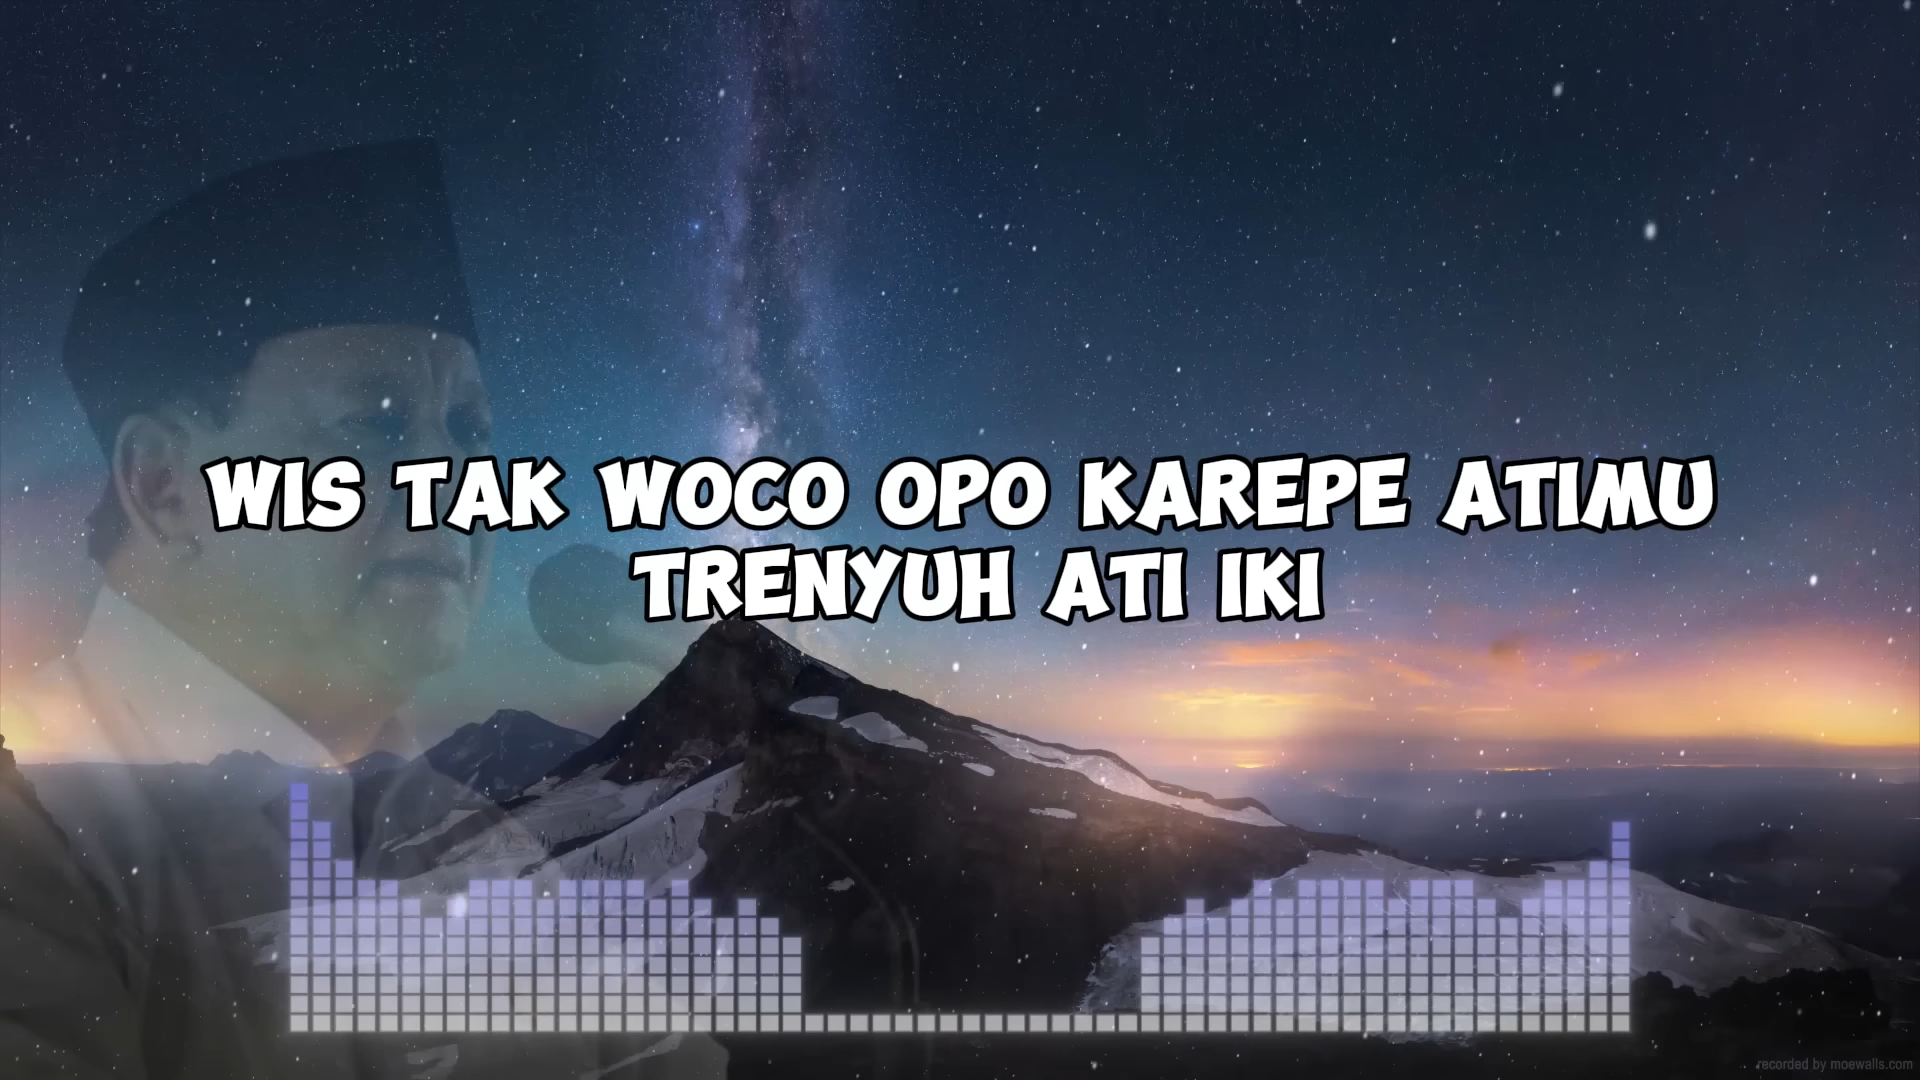 WIS TAK WOCO OPO KAREPE ATIMU
TRENYUH ATI IKI
recorded by moewalls.com